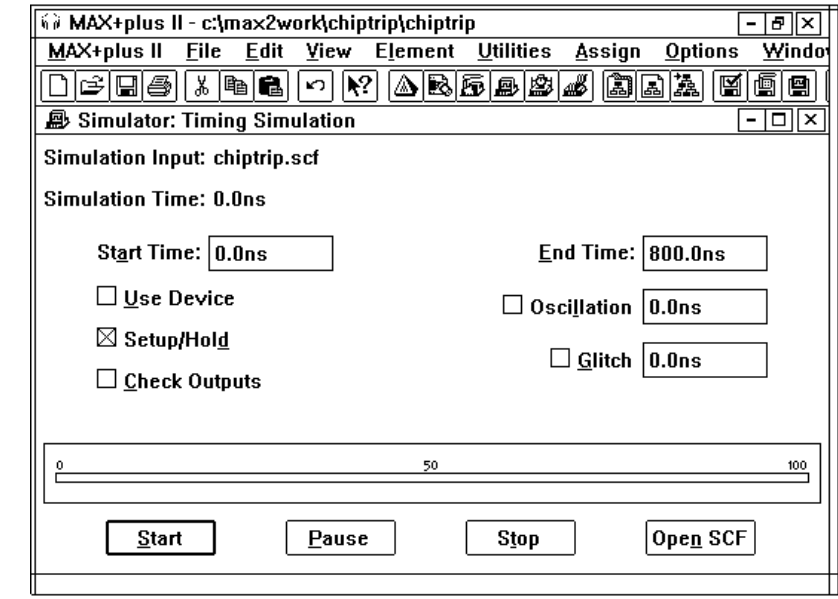 MAX+plus II - c:\max2work\chiptrip\chiptrip
MAX+plus II File Edit View Element Utilities Assign Options Windo
Simulator: Timing Simulation
Simulation Input: chiptrip.scf
Simulation Time: 0.0ns
Start Time: 0.0ns End Time: 800.0ns
Use Device
Oscillation 0.0ns
Setup/Hold
Glitch 0.0ns
Check Outputs
0 50 100
Start Pause Stop Open SCF